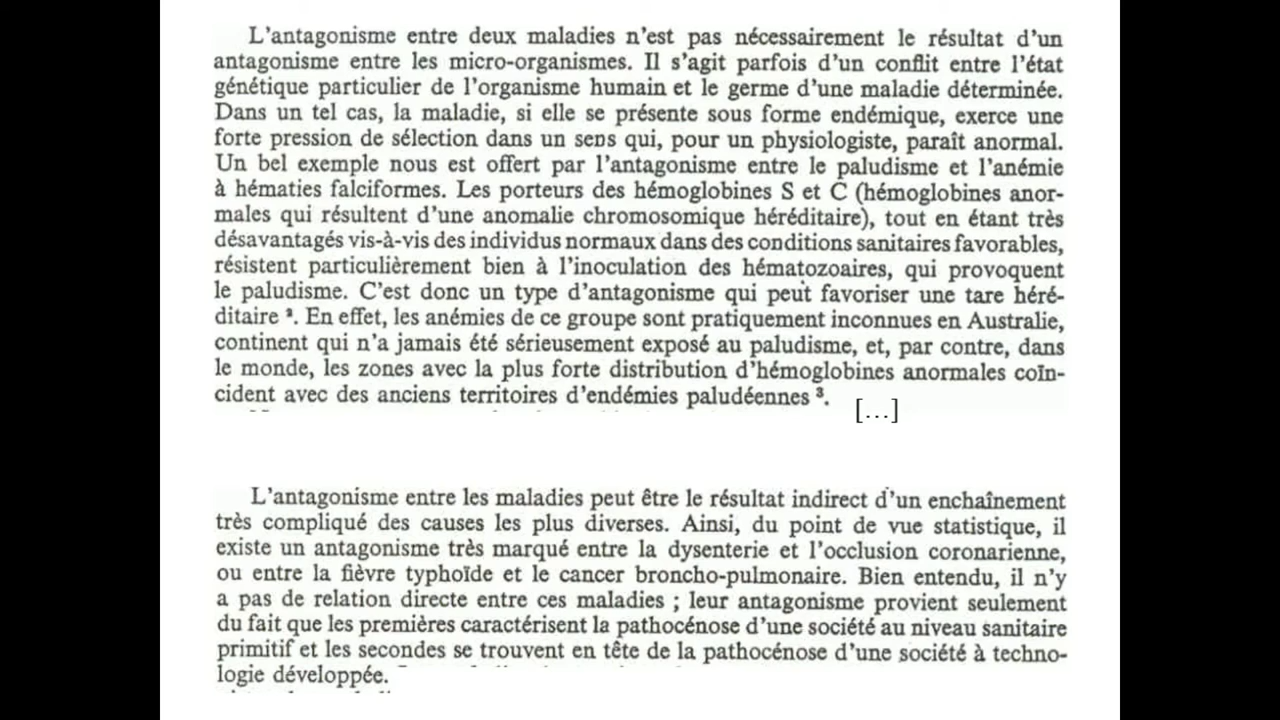 L’antagonisme entre deux maladies n’est pas nécessairement le résultat d’un
antagonisme entre les micro-organismes. Il s’agit parfois d’un conflit entre l’état
génétique particulier de l’organisme humain et le germe d’une maladie déterminée.
Dans un tel cas, la maladie, si elle se présente sous forme endémique, exerce une
forte pression de sélection dans un sens qui, pour un physiologiste, paraît anormal.
Un bel exemple nous est offert par l’antagonisme entre le paludisme et l’anémie
à hématies falciformes. Les porteurs des hémoglobines S et C (hémoglobines anor-
males qui résultent d’une anomalie chromosomique héréditaire), tout en étant très
désavantagés vis-à-vis des individus normaux dans des conditions sanitaires favorables,
résistent particulièrement bien à l’inoculation des hématozoaires, qui provoquent
le paludisme. C’est donc un type d’antagonisme qui peut favoriser une tare héré-
ditaire ². En effet, les anémies de ce groupe sont pratiquement inconnues en Australie,
continent qui n’a jamais été sérieusement exposé au paludisme, et, par contre, dans
le monde, les zones avec la plus forte distribution d’hémoglobines anormales coïn-
cident avec des anciens territoires d’endémies paludéennes ³.
[…]
L’antagonisme entre les maladies peut être le résultat indirect d’un enchaînement
très compliqué des causes les plus diverses. Ainsi, du point de vue statistique, il
existe un antagonisme très marqué entre la dysenterie et l’occlusion coronarienne,
ou entre la fièvre typhoïde et le cancer broncho-pulmonaire. Bien entendu, il n’y
a pas de relation directe entre ces maladies ; leur antagonisme provient seulement
du fait que les premières caractérisent la pathocénose d’une société au niveau sanitaire
primitif et les secondes se trouvent en tête de la pathocénose d’une société à techno-
logie développée.